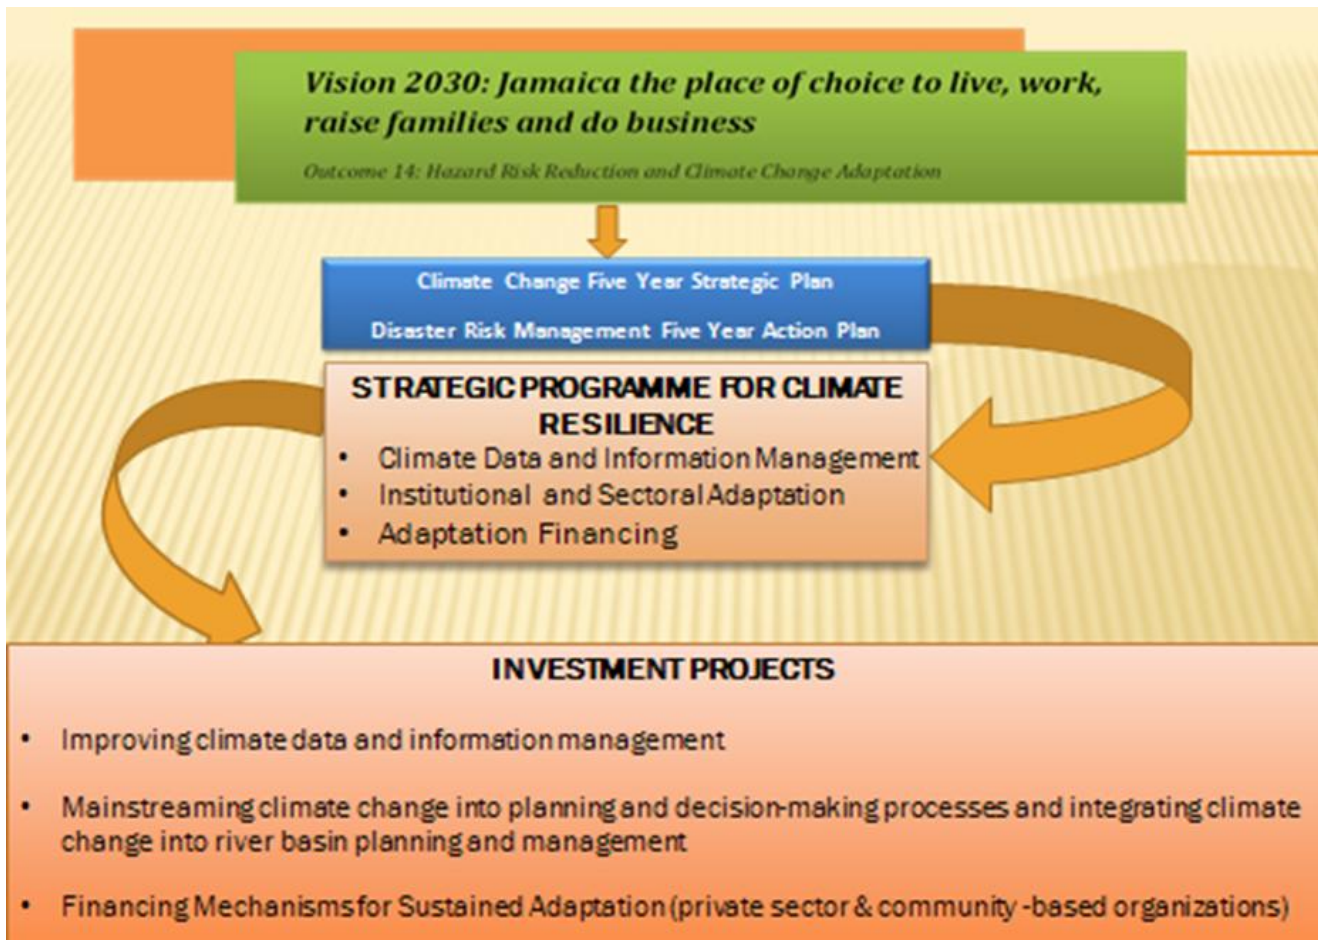 Vision 2030: Jamaica the place of choice to live, work,
raise families and do business
Outcome 14: Hazard Risk Reduction and Climate Change Adaptation
Climate Change Five Year Strategic Plan
Disaster Risk Management Five Year Action Plan
STRATEGIC PROGRAMME FOR CLIMATE
RESILIENCE
• Climate Data and Information Management
• Institutional and Sectoral Adaptation
• Adaptation Financing
INVESTMENT PROJECTS
• Improving climate data and information management
• Mainstreaming climate change into planning and decision-making processes and integrating climate
change into river basin planning and management
• Financing Mechanisms for Sustained Adaptation (private sector & community -based organizations)